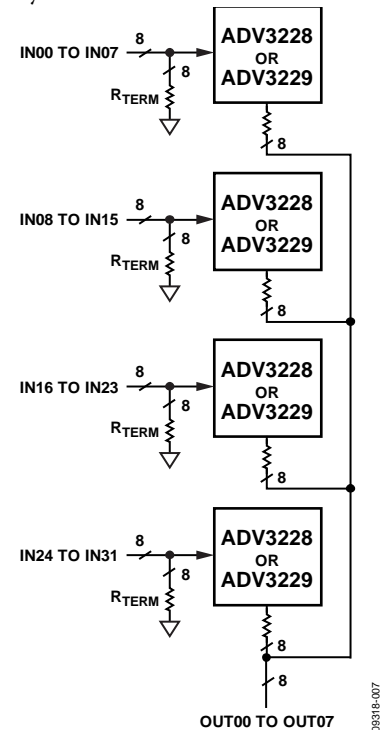 8
IN00 TO IN07
8
RTERM
ADV3228
OR
ADV3229
8
8
IN08 TO IN15
8
RTERM
ADV3228
OR
ADV3229
8
8
IN16 TO IN23
8
RTERM
ADV3228
OR
ADV3229
8
8
IN24 TO IN31
8
RTERM
ADV3228
OR
ADV3229
8
8
OUT00 TO OUT07
09318-007